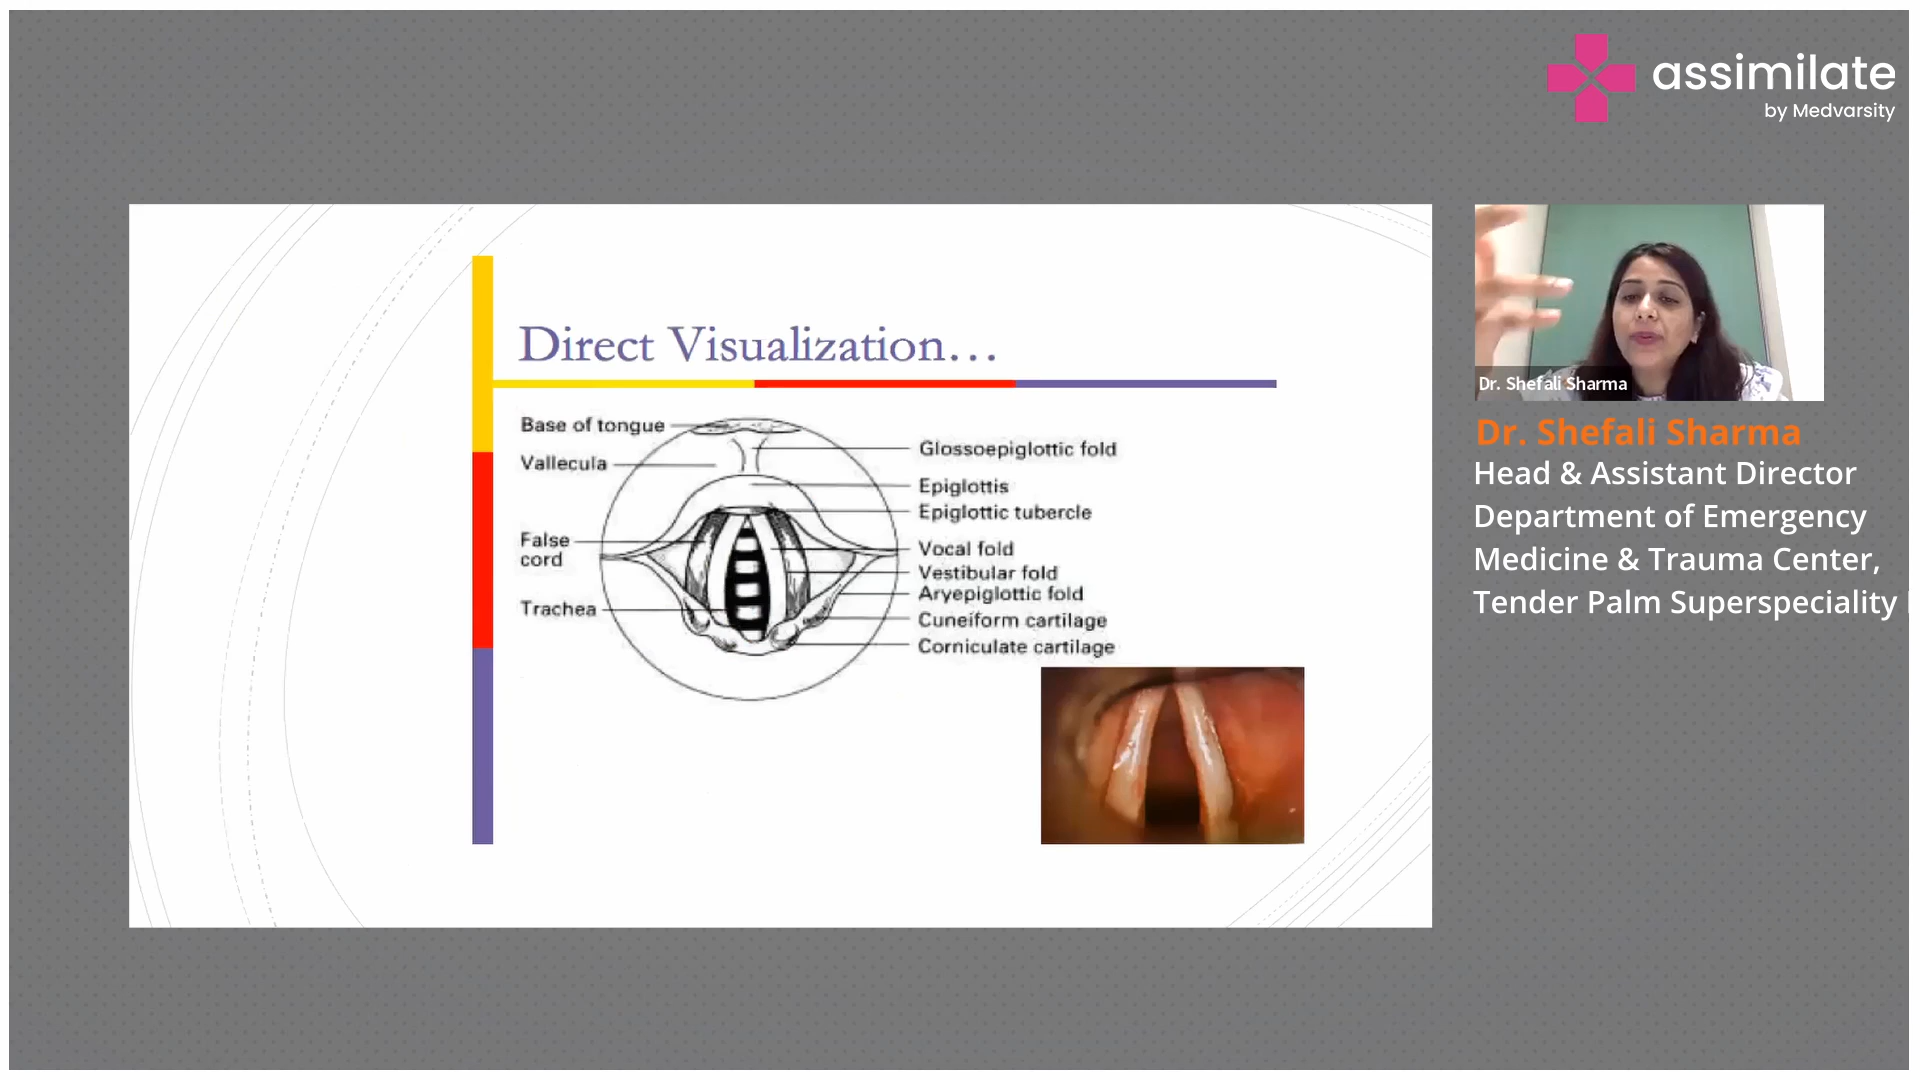 assimilate
by Medvarsity
Direct Visualization...
Base of tongue
Vallecula
False
cord
Trachea
Glossoepiglottic fold
Epiglottis
Epiglottic tubercle
Vocal fold
Vestibular fold
Aryepiglottic fold
Cuneiform cartilage
Corniculate cartilage
Dr. Shefali Sharma
Dr. Shefali Sharma
Head & Assistant Director
Department of Emergency
Medicine & Trauma Center,
Tender Palm Superspeciality